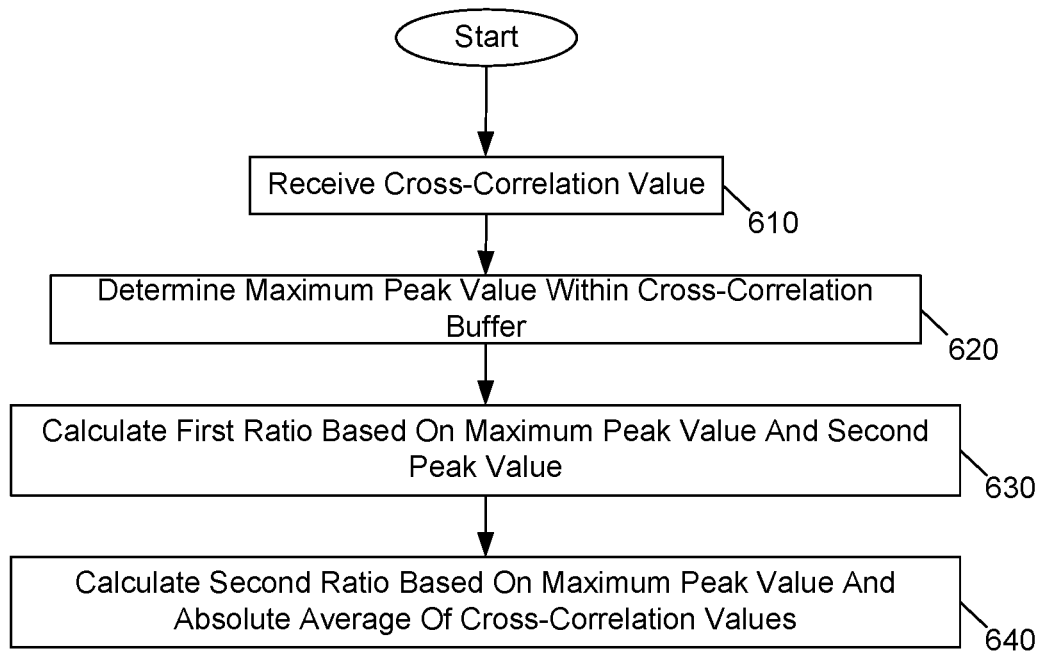 Start
Receive Cross-Correlation Value
610
Determine Maximum Peak Value Within Cross-Correlation
Buffer
620
Calculate First Ratio Based On Maximum Peak Value And Second
Peak Value
630
Calculate Second Ratio Based On Maximum Peak Value And
Absolute Average Of Cross-Correlation Values
640